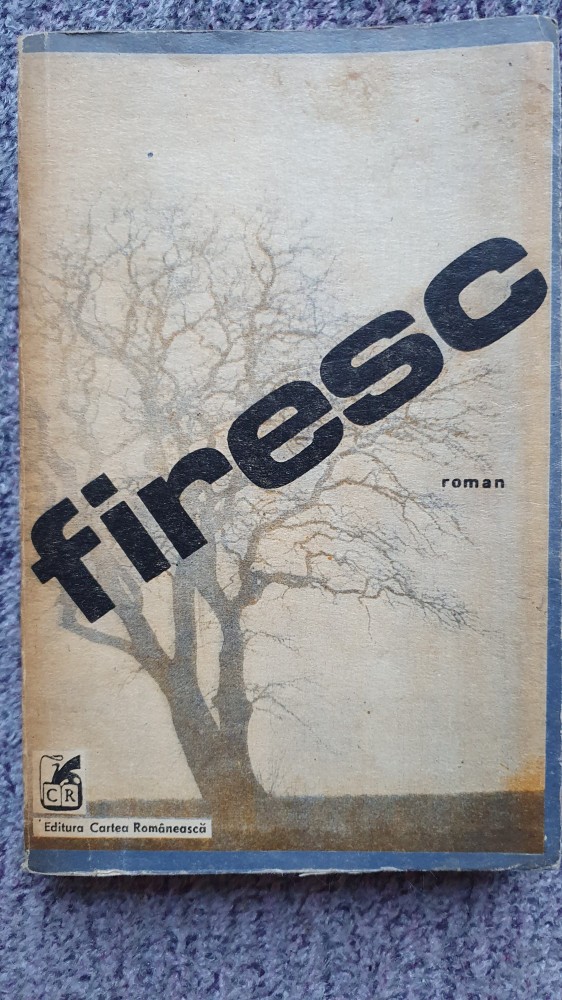 firesc
roman
CR
Editura Cartea Românească